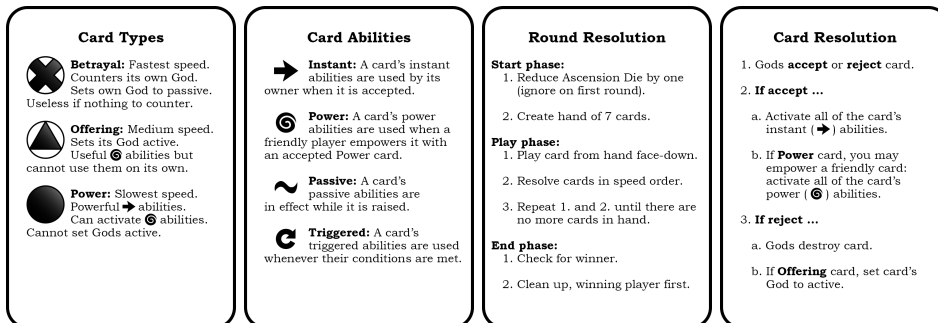 Card Types
Betrayal: Fastest speed.
Counters its own God.
Sets own God to passive.
Useless if nothing to counter.
Offering: Medium speed.
Sets its God active.
Useful abilities but
cannot use them on its own.
Power: Slowest speed.
Powerful abilities.
Can activate abilities.
Cannot set Gods active.
Card Abilities
Instant: A card's instant
abilities are used by its
owner when it is accepted.
Power: A card's power
abilities are used when a
friendly player empowers it with
an accepted Power card.
Passive: A card's
passive abilities are
in effect while it is raised.
Triggered: A card's
triggered abilities are used
whenever their conditions are met.
Round Resolution
Start phase:
1. Reduce Ascension Die by one
(ignore on first round).
2. Create hand of 7 cards.
Play phase:
1. Play card from hand face-down.
2. Resolve cards in speed order.
3. Repeat 1. and 2. until there are
no more cards in hand.
End phase:
1. Check for winner.
2. Clean up, winning player first.
Card Resolution
1. Gods accept or reject card.
2. If accept ...
a. Activate all of the card's
instant ( ) abilities.
b. If Power card, you may
empower a friendly card:
activate all of the card's
power ( ) abilities.
3. If reject ...
a. Gods destroy card.
b. If Offering card, set card's
God to active.